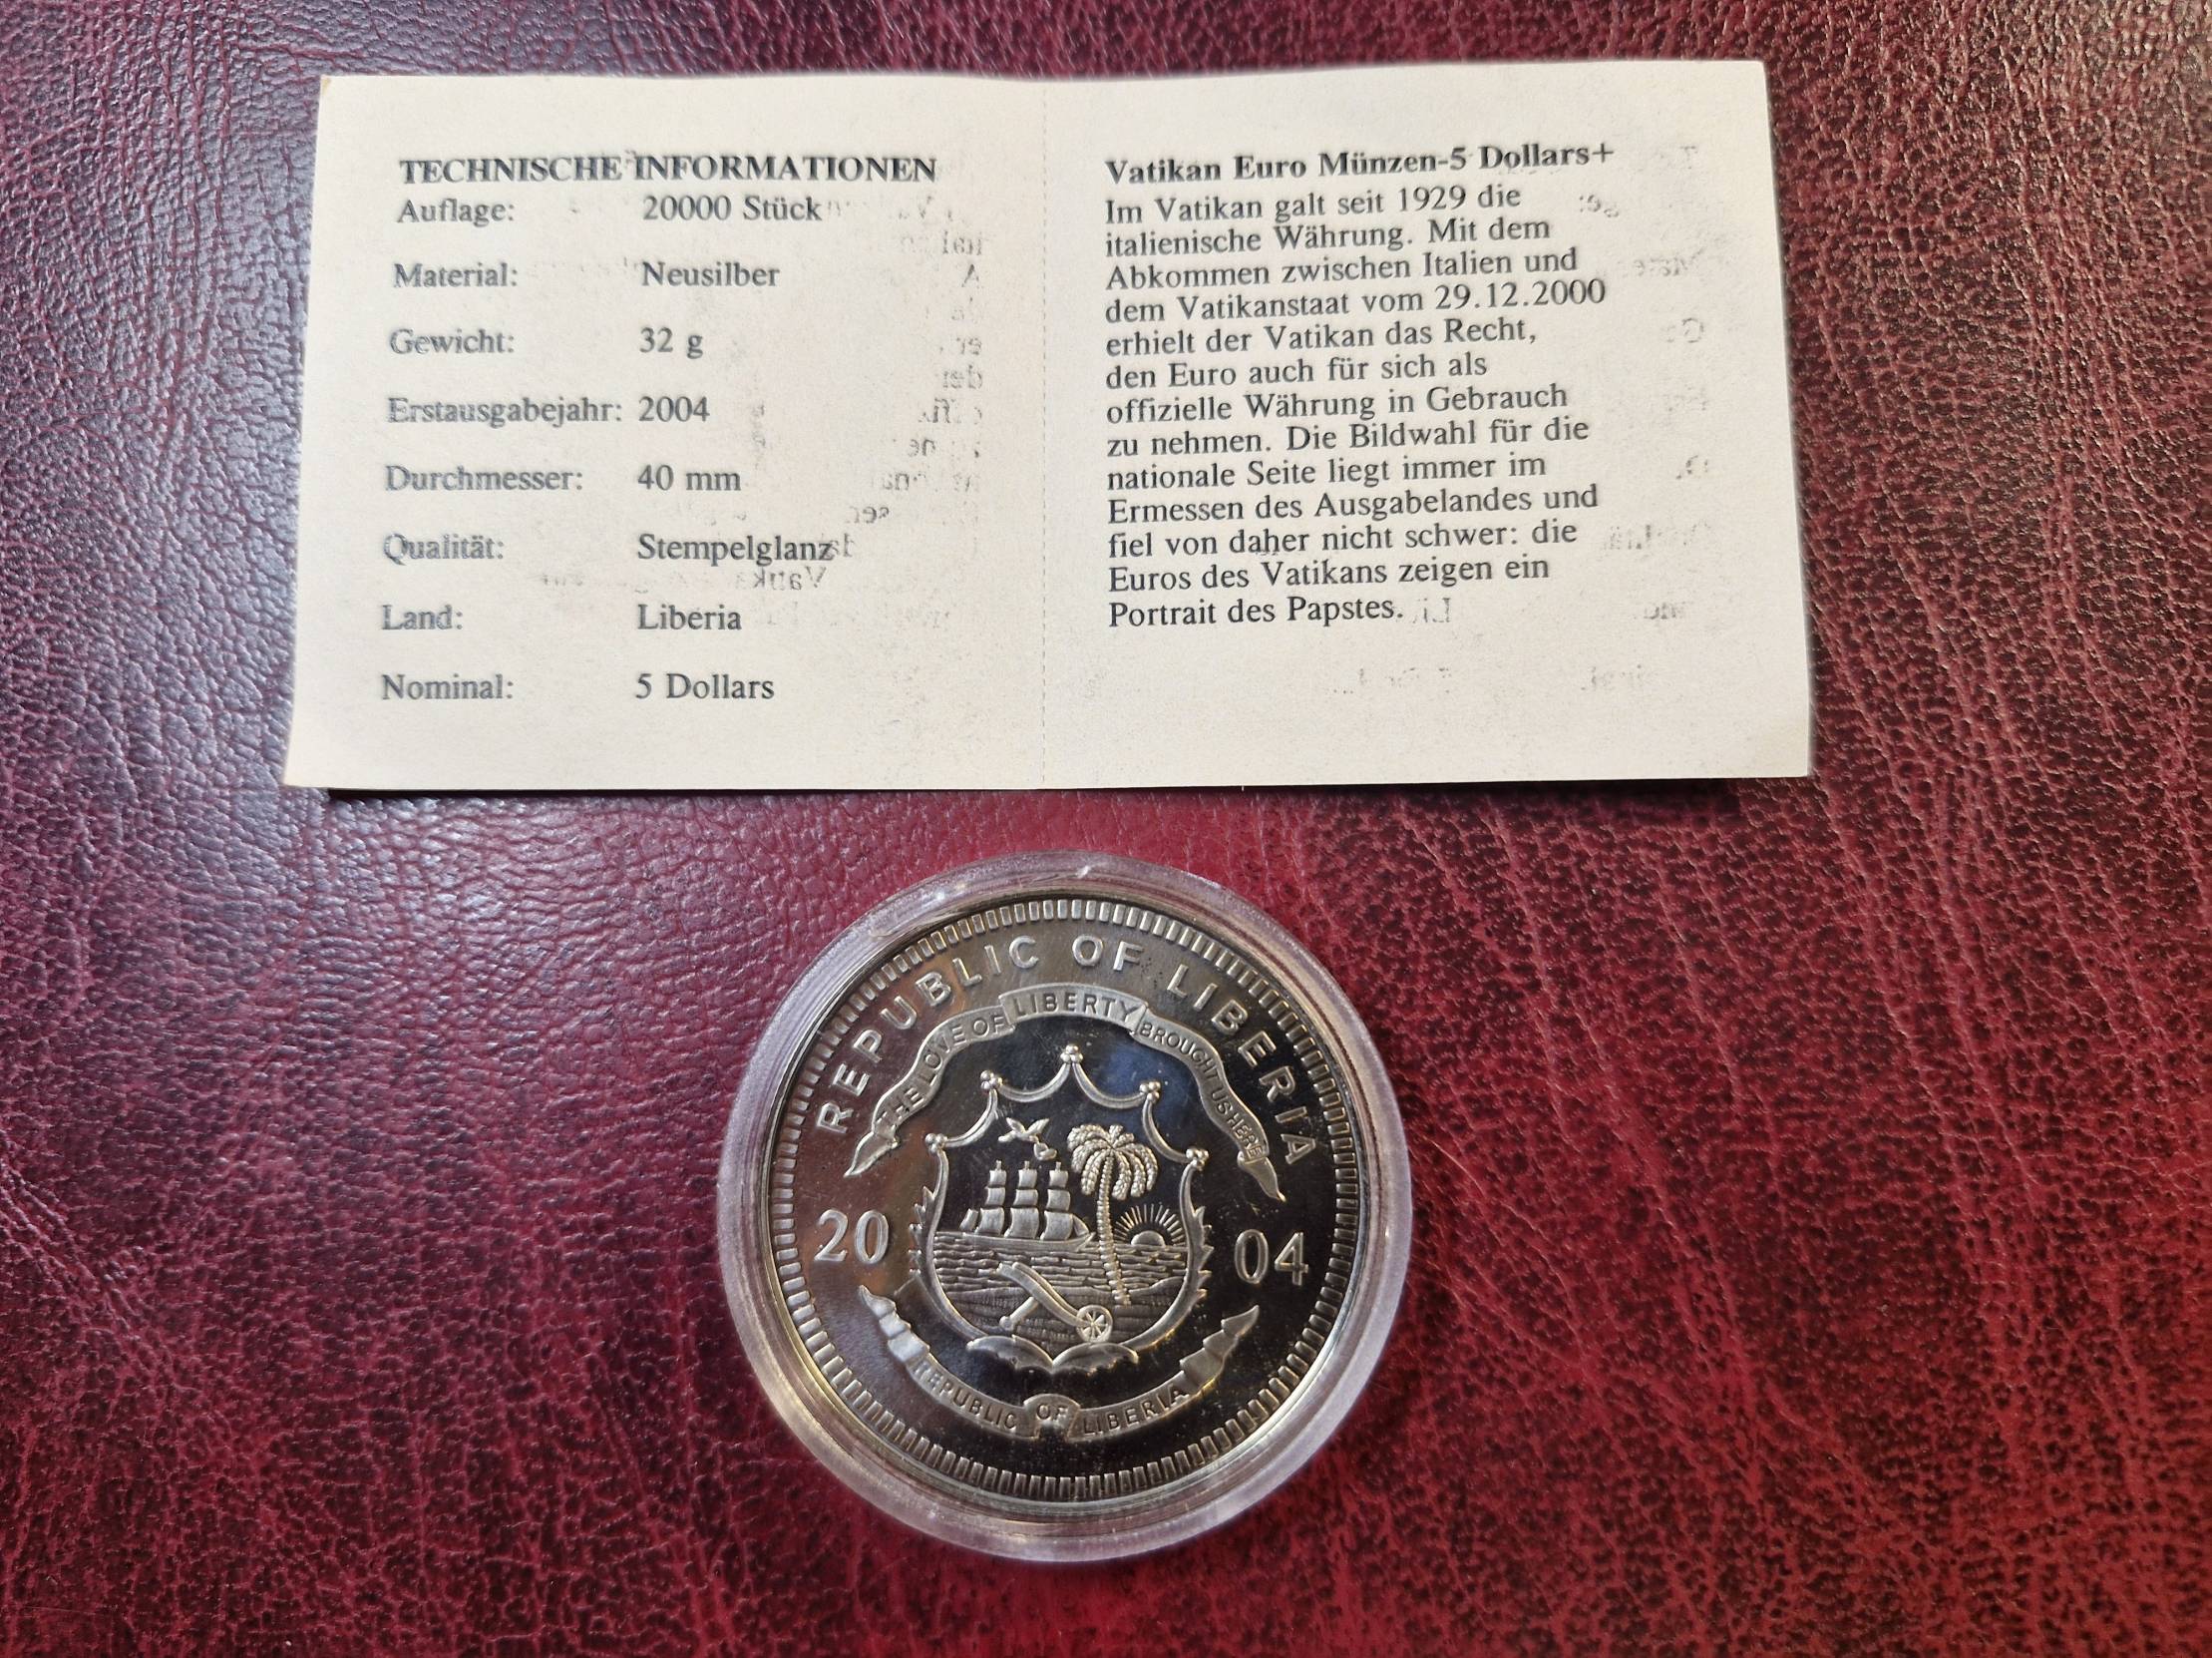 TECHNISCHE INFORMATIONEN
Auflage: 20000 Stück
Material: Neusilber
Gewicht: 32 g
Erstausgabejahr: 2004
Durchmesser: 40 mm
Qualität: Stempelglanz
Land: Liberia
Nominal: 5 Dollars
Vatikan Euro Münzen-5 Dollars+
Im Vatikan galt seit 1929 die
italienische Währung. Mit dem
Abkommen zwischen Italien und
dem Vatikanstaat vom 29.12.2000
erhielt der Vatikan das Recht,
den Euro auch für sich als
offizielle Währung in Gebrauch
zu nehmen. Die Bildwahl für die
nationale Seite liegt immer im
Ermessen des Ausgabelandes und
fiel von daher nicht schwer: die
Euros des Vatikans zeigen ein
Portrait des Papstes.
REPUBLIC OF LIBERIA
THE LOVE OF LIBERTY BROUGHT US HERE
20 04
REPUBLIC OF LIBERIA